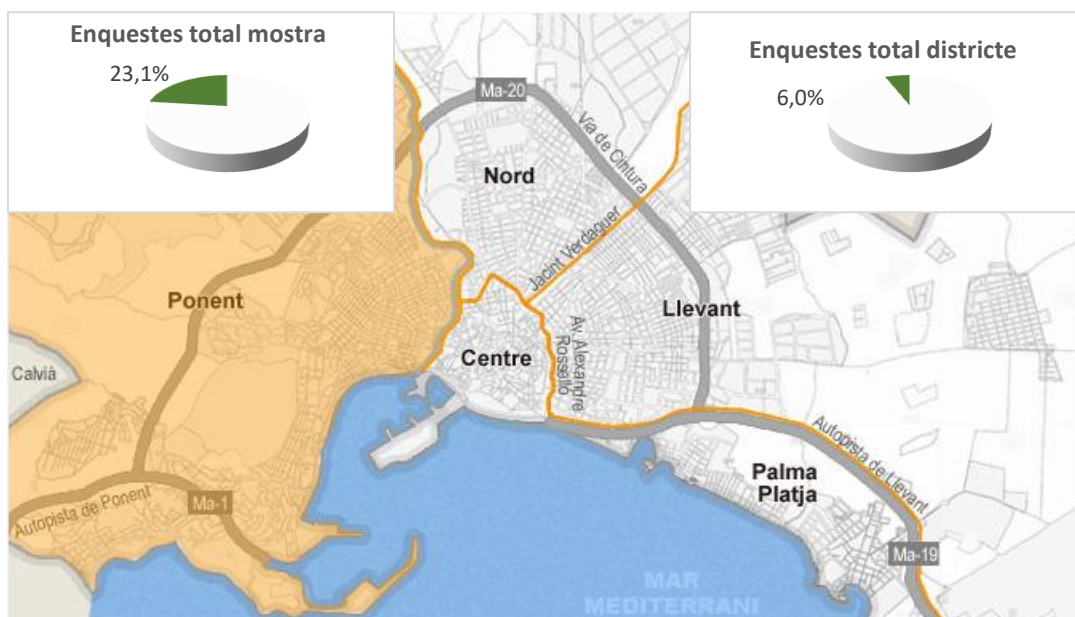 Enquestes total mostra
23,1%
Enquestes total districte
6,0%
Ma-20
Via de Cintura
Nord
Jacint Verdaguer
Ponent
Llevant
Centre
Av. Alexandre
Rosselló
Calvià
Autopista de Llevant
Palma
Platja
Autopista de Ponent
Ma-1
Ma-19
MAR
MEDITERRANI